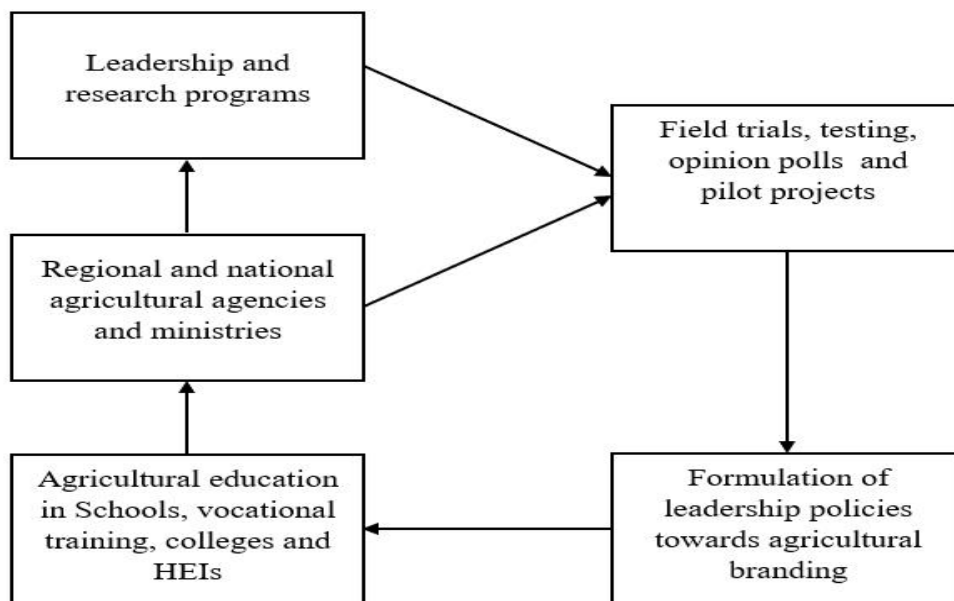 Leadership and
research programs
Field trials, testing,
opinion polls and
pilot projects
Regional and national
agricultural agencies
and ministries
Agricultural education
in Schools, vocational
training, colleges and
HEIs
Formulation of
leadership policies
towards agricultural
branding